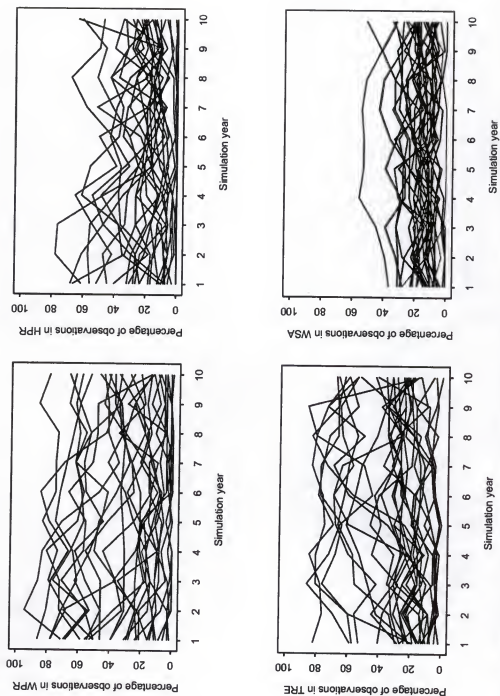 Percentage of observations in WPR
100
80
60
40
20
0
1 2 3 4 5 6 7 8 9 10
Simulation year
Percentage of observations in HPR
100
80
60
40
20
0
1 2 3 4 5 6 7 8 9 10
Simulation year
Percentage of observations in TRE
100
80
60
40
20
0
1 2 3 4 5 6 7 8 9 10
Simulation year
Percentage of observations in WSA
100
80
60
40
20
0
1 2 3 4 5 6 7 8 9 10
Simulation year